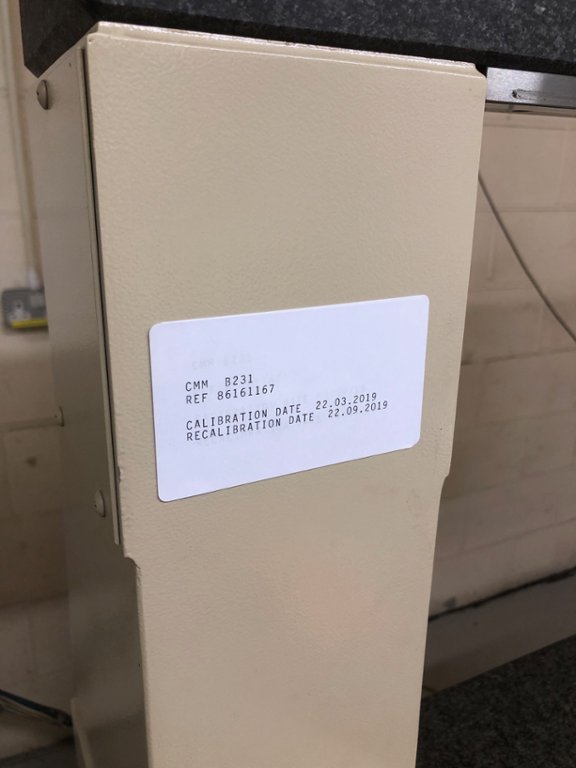 CMM B231
REF 86161167
CALIBRATION DATE 22.03.2019
RECALIBRATION DATE 22.09.2019